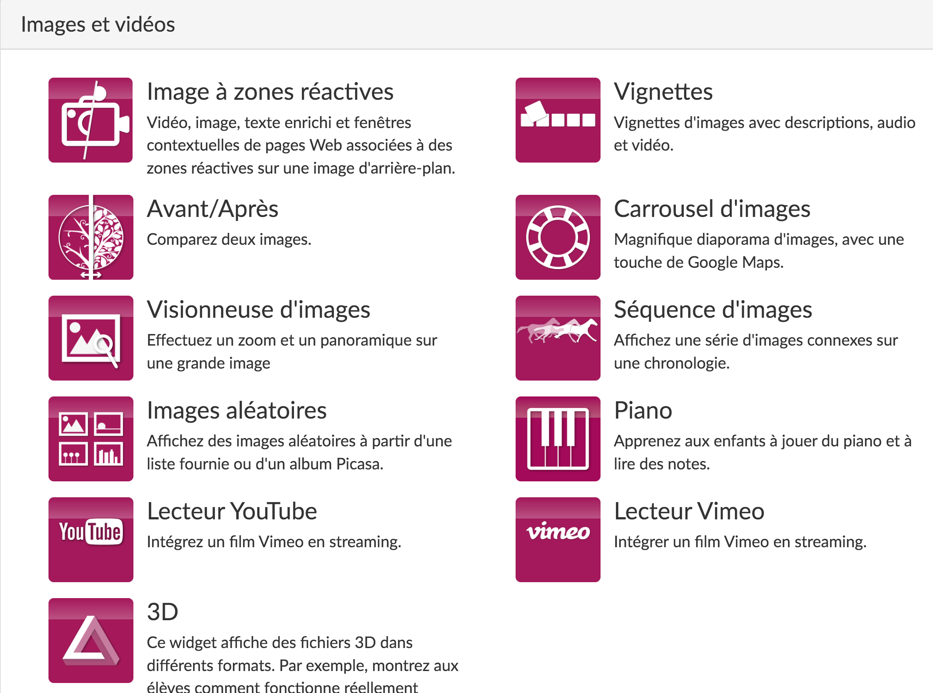 Images et vidéos
Image à zones réactives
Vidéo, image, texte enrichi et fenêtres
contextuelles de pages Web associées à des
zones réactives sur une image d'arrière-plan.
Vignettes
Vignettes d'images avec descriptions, audio
et vidéo.
Avant/Après
Comparez deux images.
Carrousel d'images
Magnifique diaporama d'images, avec une
touche de Google Maps.
Visionneuse d'images
Effectuez un zoom et un panoramique sur
une grande image
Séquence d'images
Affichez une série d'images connexes sur
une chronologie.
Images aléatoires
Affichez des images aléatoires à partir d'une
liste fournie ou d'un album Picasa.
Piano
Apprenez aux enfants à jouer du piano et à
lire des notes.
YouTube
Lecteur YouTube
Intégrez un film Vimeo en streaming.
vimeo
Lecteur Vimeo
Intégrer un film Vimeo en streaming.
3D
Ce widget affiche des fichiers 3D dans
différents formats. Par exemple, montrez aux
élèves comment fonctionne réellement